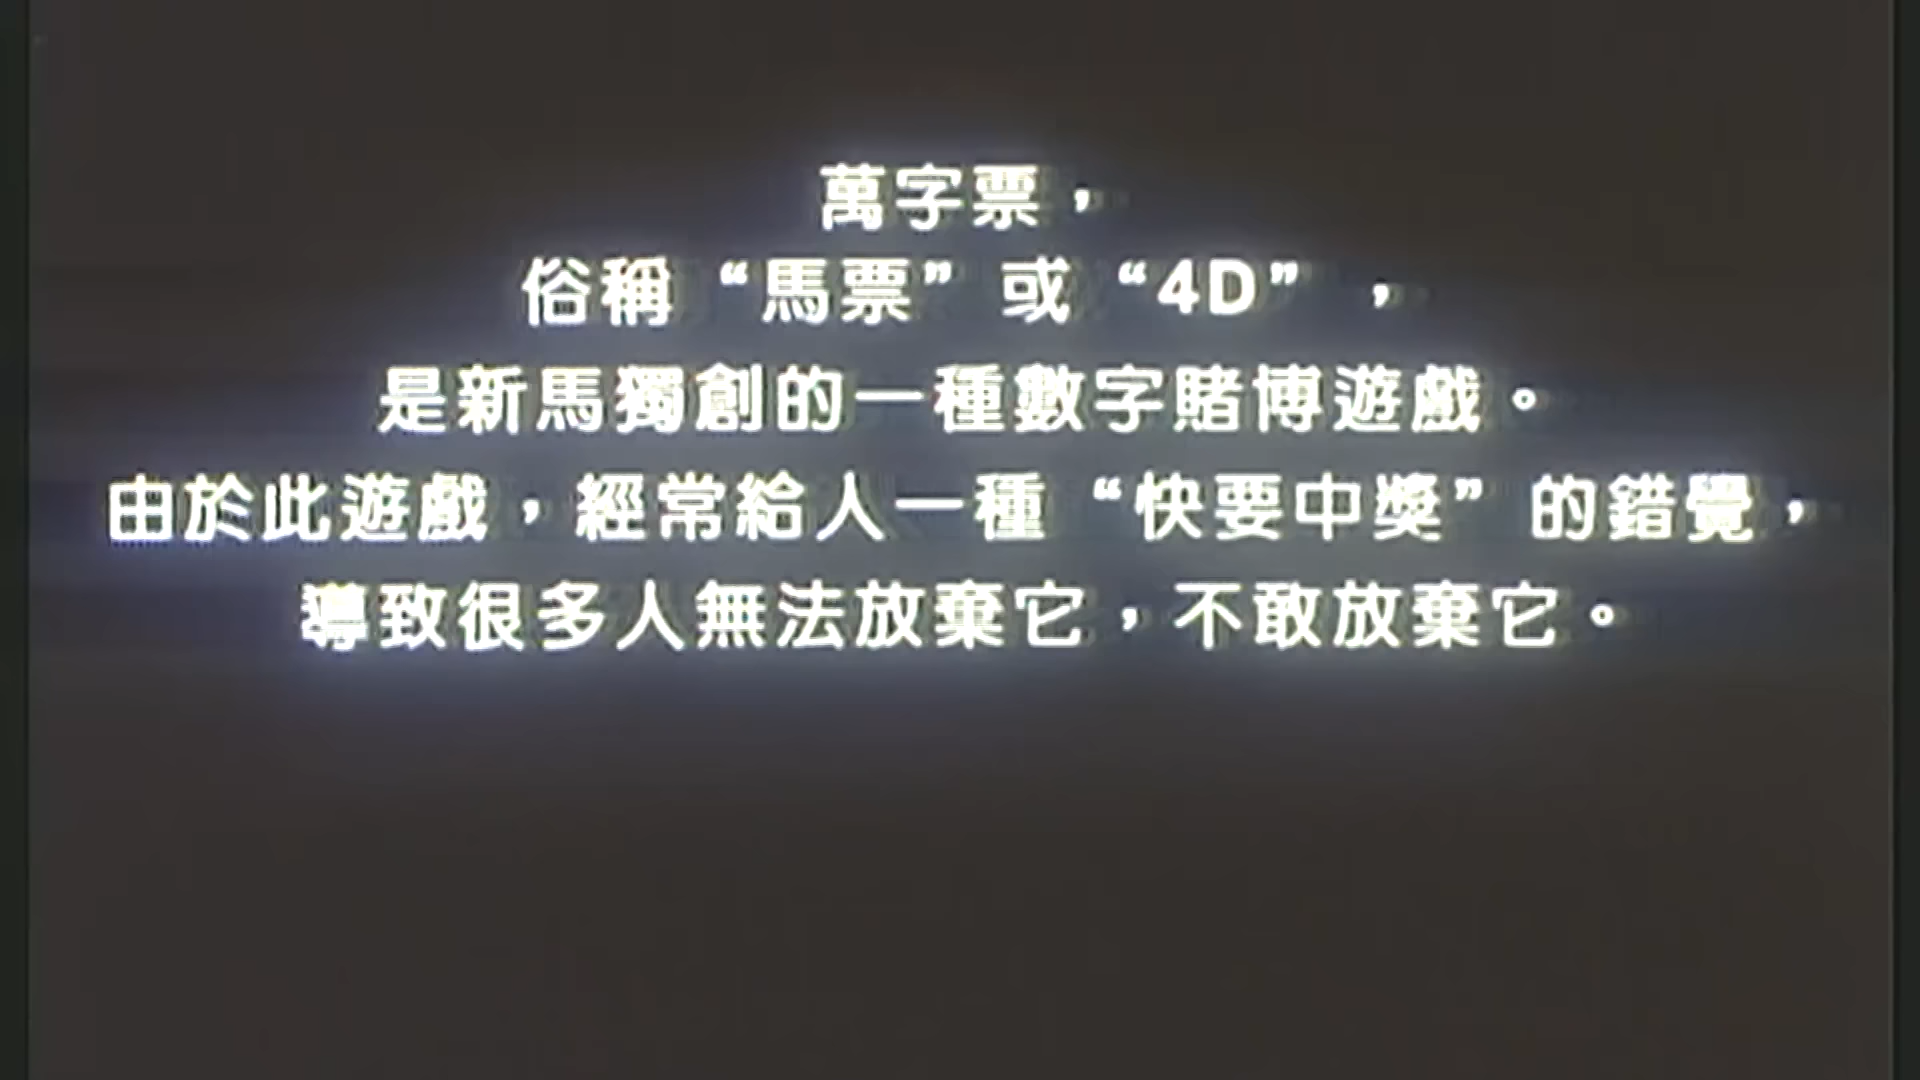 萬字票，
俗稱“馬票”或“4D”，
是新馬獨創的一種數字賭博遊戲。
由於此遊戲，經常給人一種“快要中獎”的錯覺，
導致很多人無法放棄它，不敢放棄它。